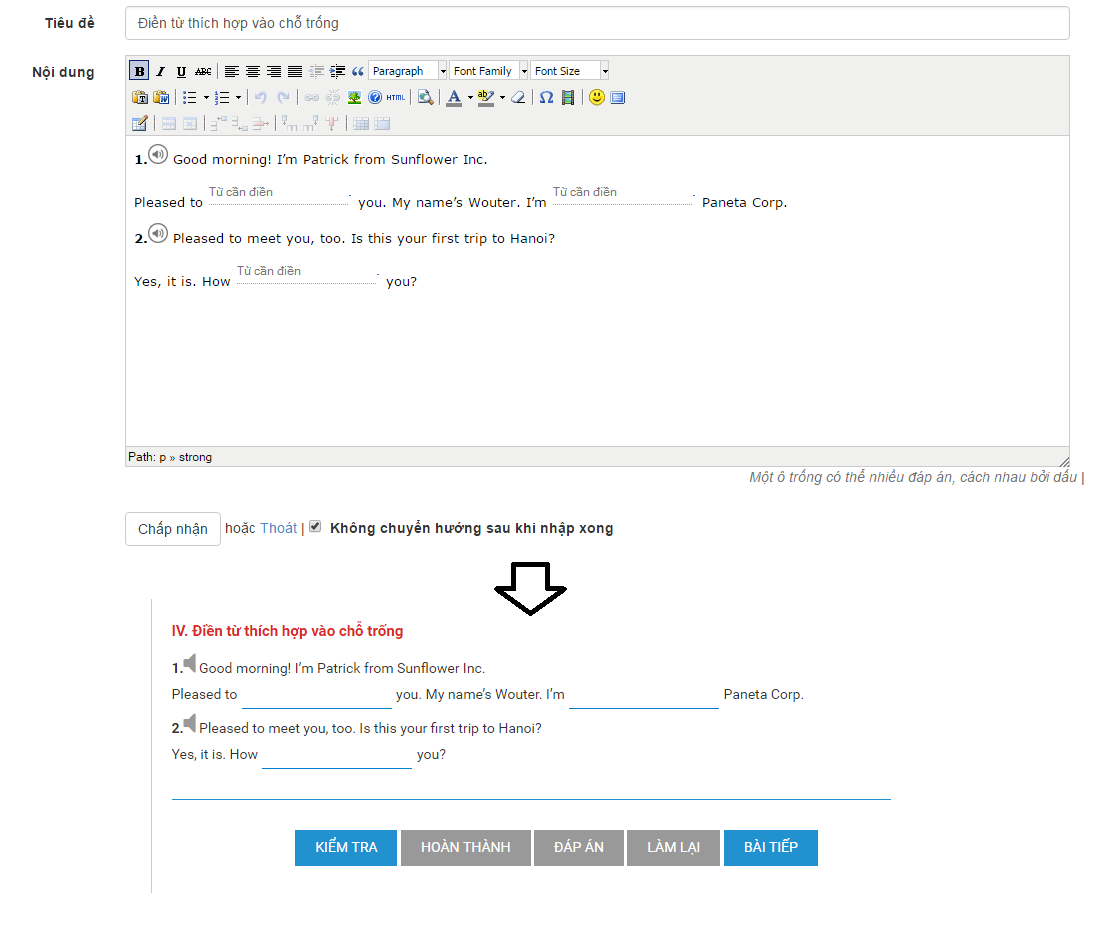 Tiêu đề
Điền từ thích hợp vào chỗ trống
Nội dung
B I U ABC Paragraph Font Family Font Size
T W HTML A ab Ω
1. Good morning! I'm Patrick from Sunflower Inc.
Pleased to Từ cần điền . you. My name's Wouter. I'm Từ cần điền . Paneta Corp.
2. Pleased to meet you, too. Is this your first trip to Hanoi?
Yes, it is. How Từ cần điền . you?
Path: p » strong
Một ô trống có thể nhiều đáp án, cách nhau bởi dấu |
Chấp nhận hoặc Thoát | Không chuyển hướng sau khi nhập xong
IV. Điền từ thích hợp vào chỗ trống
1. Good morning! I'm Patrick from Sunflower Inc.
Pleased to you. My name's Wouter. I'm Paneta Corp.
2. Pleased to meet you, too. Is this your first trip to Hanoi?
Yes, it is. How you?
KIỂM TRA HOÀN THÀNH ĐÁP ÁN LÀM LẠI BÀI TIẾP